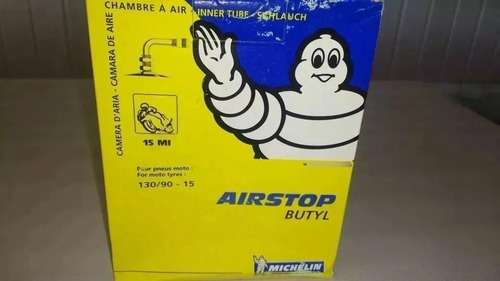 CHAMBRE À AIR - INNER TUBE - SCHLAUCH
CAMERA D'ARIA - CÁMARA DE AIRE
15 MI
Pour pneus moto :
For moto tyres :
130/90 - 15
AIRSTOP
BUTYL
MICHELIN